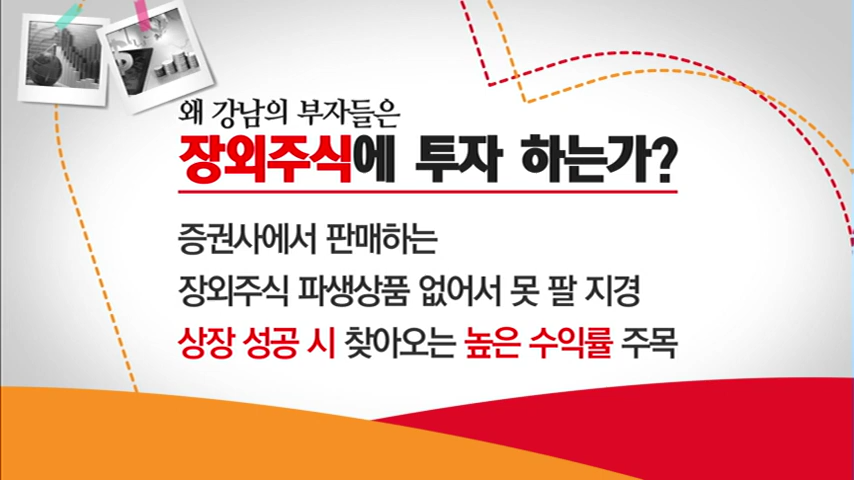 왜 강남의 부자들은
장외주식에 투자 하는가?
증권사에서 판매하는
장외주식 파생상품 없어서 못 팔 지경
상장 성공 시 찾아오는 높은 수익률 주목